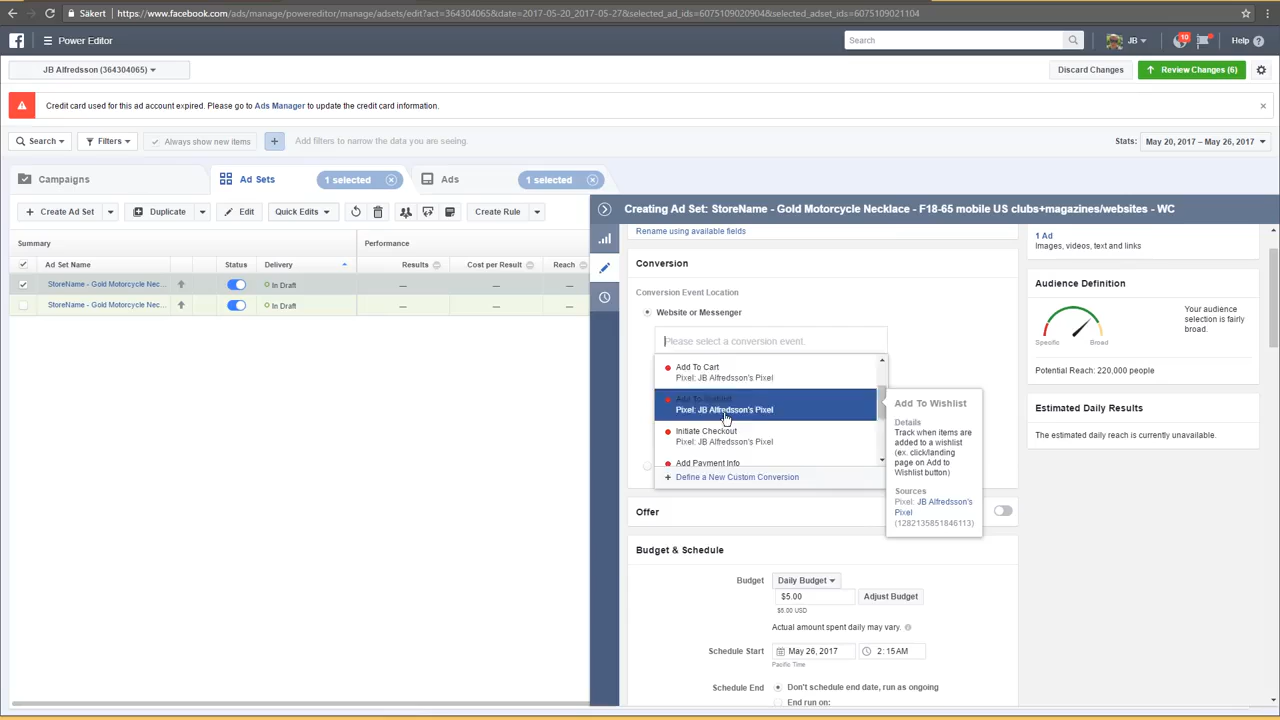 Säkert
https://www.facebook.com/ads/powereditor/manage/adsets/edit?act=364304065&date=2017-05-20_2017-05-27&selected_ad_ids=6075109020904&selected_adset_ids=6075109021104
Power Editor
Search
JB
10
Help
JB Alfredsson (364304065)
Discard Changes
Review Changes (6)
Credit card used for this ad account expired. Please go to Ads Manager to update the credit card information.
Search
Filters
Always show new items
+
Add filters to narrow the data you are seeing.
Stats:
May 20, 2017 – May 26, 2017
Campaigns
Ad Sets
1 selected
Ads
1 selected
Create Ad Set
Duplicate
Edit
Quick Edits
Create Rule
Creating Ad Set: StoreName - Gold Motorcycle Necklace - F18-65 mobile US clubs+magazines/websites - WC
Summary
Performance
Ad Set Name
Status
Delivery
Results
Cost per Result
Reach
StoreName - Gold Motorcycle Nec...
In Draft
—
—
—
StoreName - Gold Motorcycle Nec...
In Draft
—
—
—
Rename using available fields
Conversion
Conversion Event Location
Website or Messenger
Please select a conversion event.
Add To Cart
Pixel: JB Alfredsson's Pixel
Add To Wishlist
Pixel: JB Alfredsson's Pixel
Initiate Checkout
Pixel: JB Alfredsson's Pixel
Add Payment Info
+ Define a New Custom Conversion
Add To Wishlist
Details
Track when items are
added to a wishlist
(ex. click/landing
page on Add to
Wishlist button)
Sources
Pixel: JB Alfredsson's
Pixel
(1282135851846113)
Offer
Budget & Schedule
Budget
Daily Budget
$5.00
Adjust Budget
$5.00 USD
Actual amount spent daily may vary.
Schedule Start
May 26, 2017
2:15AM
Pacific Time
Schedule End
Don't schedule end date, run as ongoing
End run on:
1 Ad
Images, videos, text and links
Audience Definition
Specific
Broad
Your audience
selection is fairly
broad.
Potential Reach: 220,000 people
Estimated Daily Results
The estimated daily reach is currently unavailable.